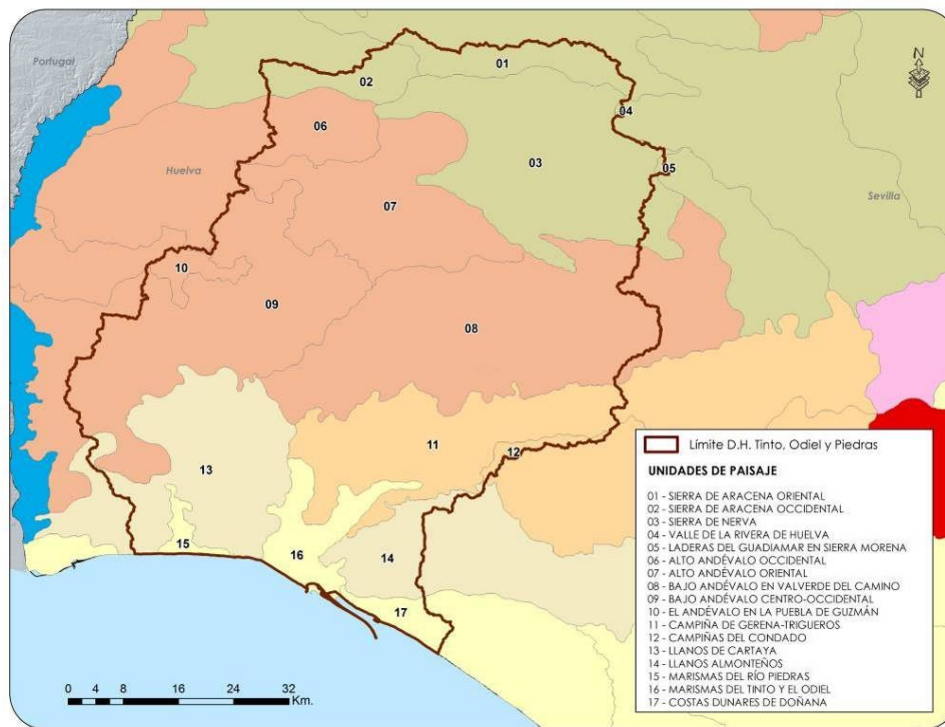 Portugal
N
01
02
04
06
03
05
Huelva
Sevilla
07
10
09
08
11
12
13
14
15
16
17
0 2 4 8 16 24 32
Km.
Límite D.H. Tinto, Odiel y Piedras
UNIDADES DE PAISAJE
01 - SIERRA DE ARACENA ORIENTAL
02 - SIERRA DE ARACENA OCCIDENTAL
03 - SIERRA DE NERVA
04 - VALLE DE LA RIVERA DE HUELVA
05 - LADERAS DEL GUADIAMAR EN SIERRA MORENA
06 - ALTO ANDÉVALO OCCIDENTAL
07 - ALTO ANDÉVALO ORIENTAL
08 - BAJO ANDÉVALO EN VALVERDE DEL CAMINO
09 - BAJO ANDÉVALO CENTRO-OCCIDENTAL
10 - EL ANDÉVALO EN LA PUEBLA DE GUZMÁN
11 - CAMPIÑA DE GERENA-TRIGUEROS
12 - CAMPIÑAS DEL CONDADO
13 - LLANOS DE CARTAYA
14 - LLANOS ALMONTEÑOS
15 - MARISMAS DEL RÍO PIEDRAS
16 - MARISMAS DEL TINTO Y EL ODIEL
17 - COSTAS DUNARES DE DOÑANA